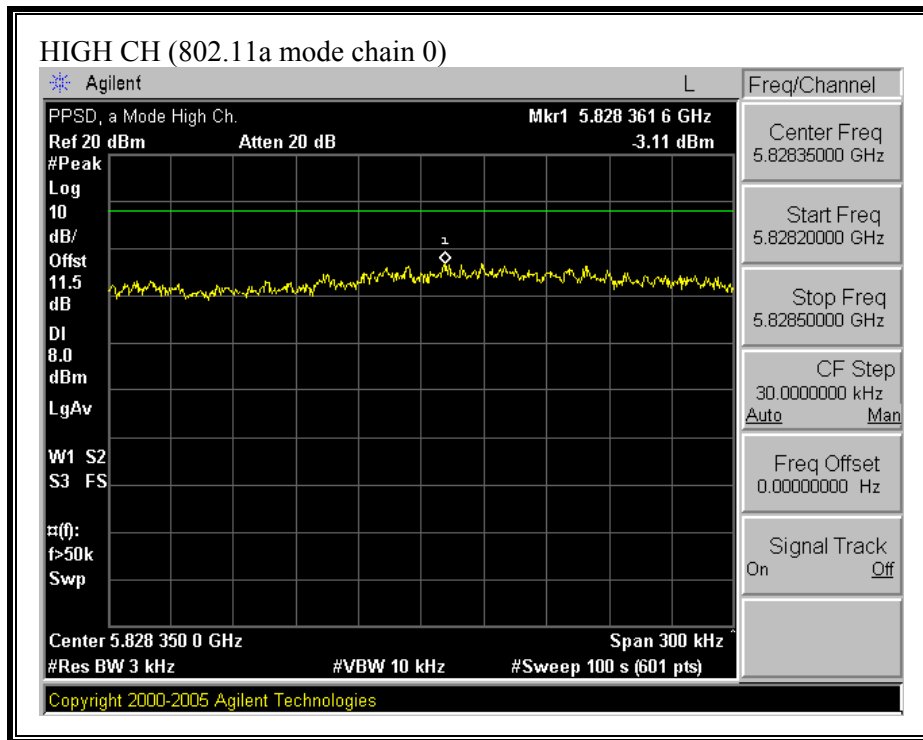 HIGH CH (802.11a mode chain 0)
Agilent L Freq/Channel
PPSD, a Mode High Ch. Mkr1 5.828 361 6 GHz
Ref 20 dBm Atten 20 dB -3.11 dBm
#Peak
Log
10
dB/
Offst
11.5
dB
DI
8.0
dBm
LgAv
W1 S2
S3 FS
¤(f):
f>50k
Swp
1
Center 5.828 350 0 GHz Span 300 kHz ^
#Res BW 3 kHz #VBW 10 kHz #Sweep 100 s (601 pts)
Copyright 2000-2005 Agilent Technologies
Center Freq
5.82835000 GHz
Start Freq
5.82820000 GHz
Stop Freq
5.82850000 GHz
CF Step
30.0000000 kHz
Auto Man
Freq Offset
0.00000000 Hz
Signal Track
On Off